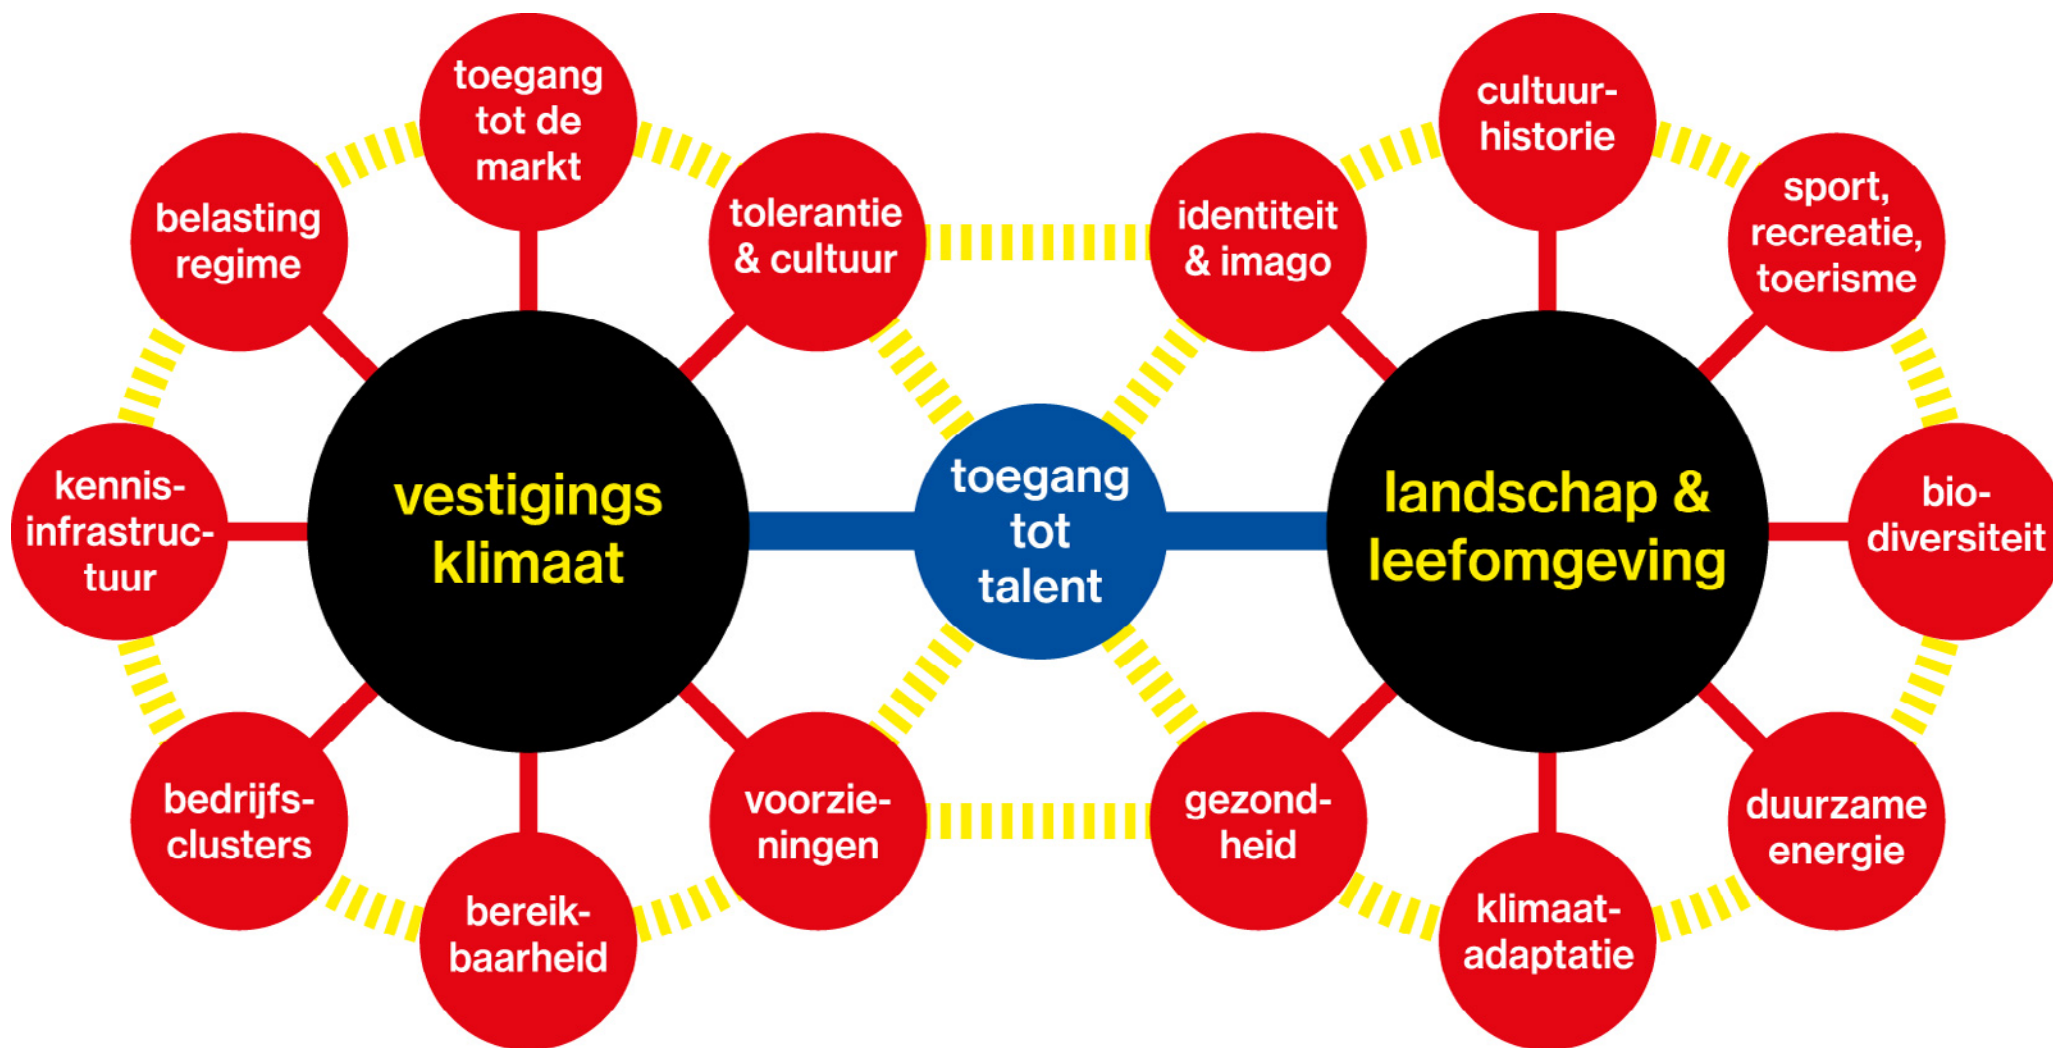 toegang
tot de
markt
cultuur-
historie
belasting
regime
tolerantie
& cultuur
identiteit
& imago
sport,
recreatie,
toerisme
kennis-
infrastruc-
tuur
vestigings
klimaat
toegang
tot
talent
landschap &
leefomgeving
bio-
diversiteit
bedrijfs-
clusters
voorzie-
ningen
gezond-
heid
duurzame
energie
bereik-
baarheid
klimaat-
adaptatie